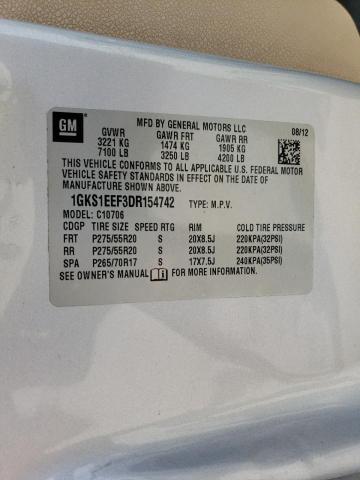 GM
MFD BY GENERAL MOTORS LLC 08/12
GVWR GAWR FRT GAWR RR
3221 KG 1474 KG 1905 KG
7100 LB 3250 LB 4200 LB
THIS VEHICLE CONFORMS TO ALL APPLICABLE U.S. FEDERAL MOTOR
VEHICLE SAFETY STANDARDS IN EFFECT ON THE DATE OF
MANUFACTURE SHOWN ABOVE.
1GKS1EEF3DR154742 TYPE: M.P.V.
MODEL: C10706
CDGP TIRE SIZE SPEED RTG RIM COLD TIRE PRESSURE
FRT P275/55R20 S 20X8.5J 220KPA(32PSI)
RR P275/55R20 S 20X8.5J 220KPA(32PSI)
SPA P265/70R17 S 17X7.5J 240KPA(35PSI)
SEE OWNER'S MANUAL FOR MORE INFORMATION.